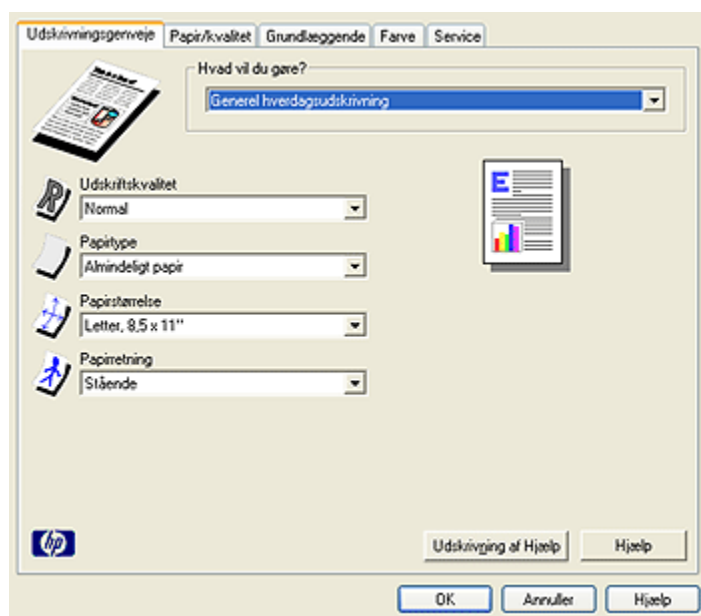 Udskrivningsgenveje Papir/kvalitet Grundlæggende Farve Service
Hvad vil du gøre?
Generel hverdagsudskrivning
Udskriftskvalitet
Normal
Papirtype
Almindeligt papir
Papirstørrelse
Letter, 8,5 x 11"
Papirretning
Stående
hp
Udskrivning af Hjælp Hjælp
OK Annuller Hjælp